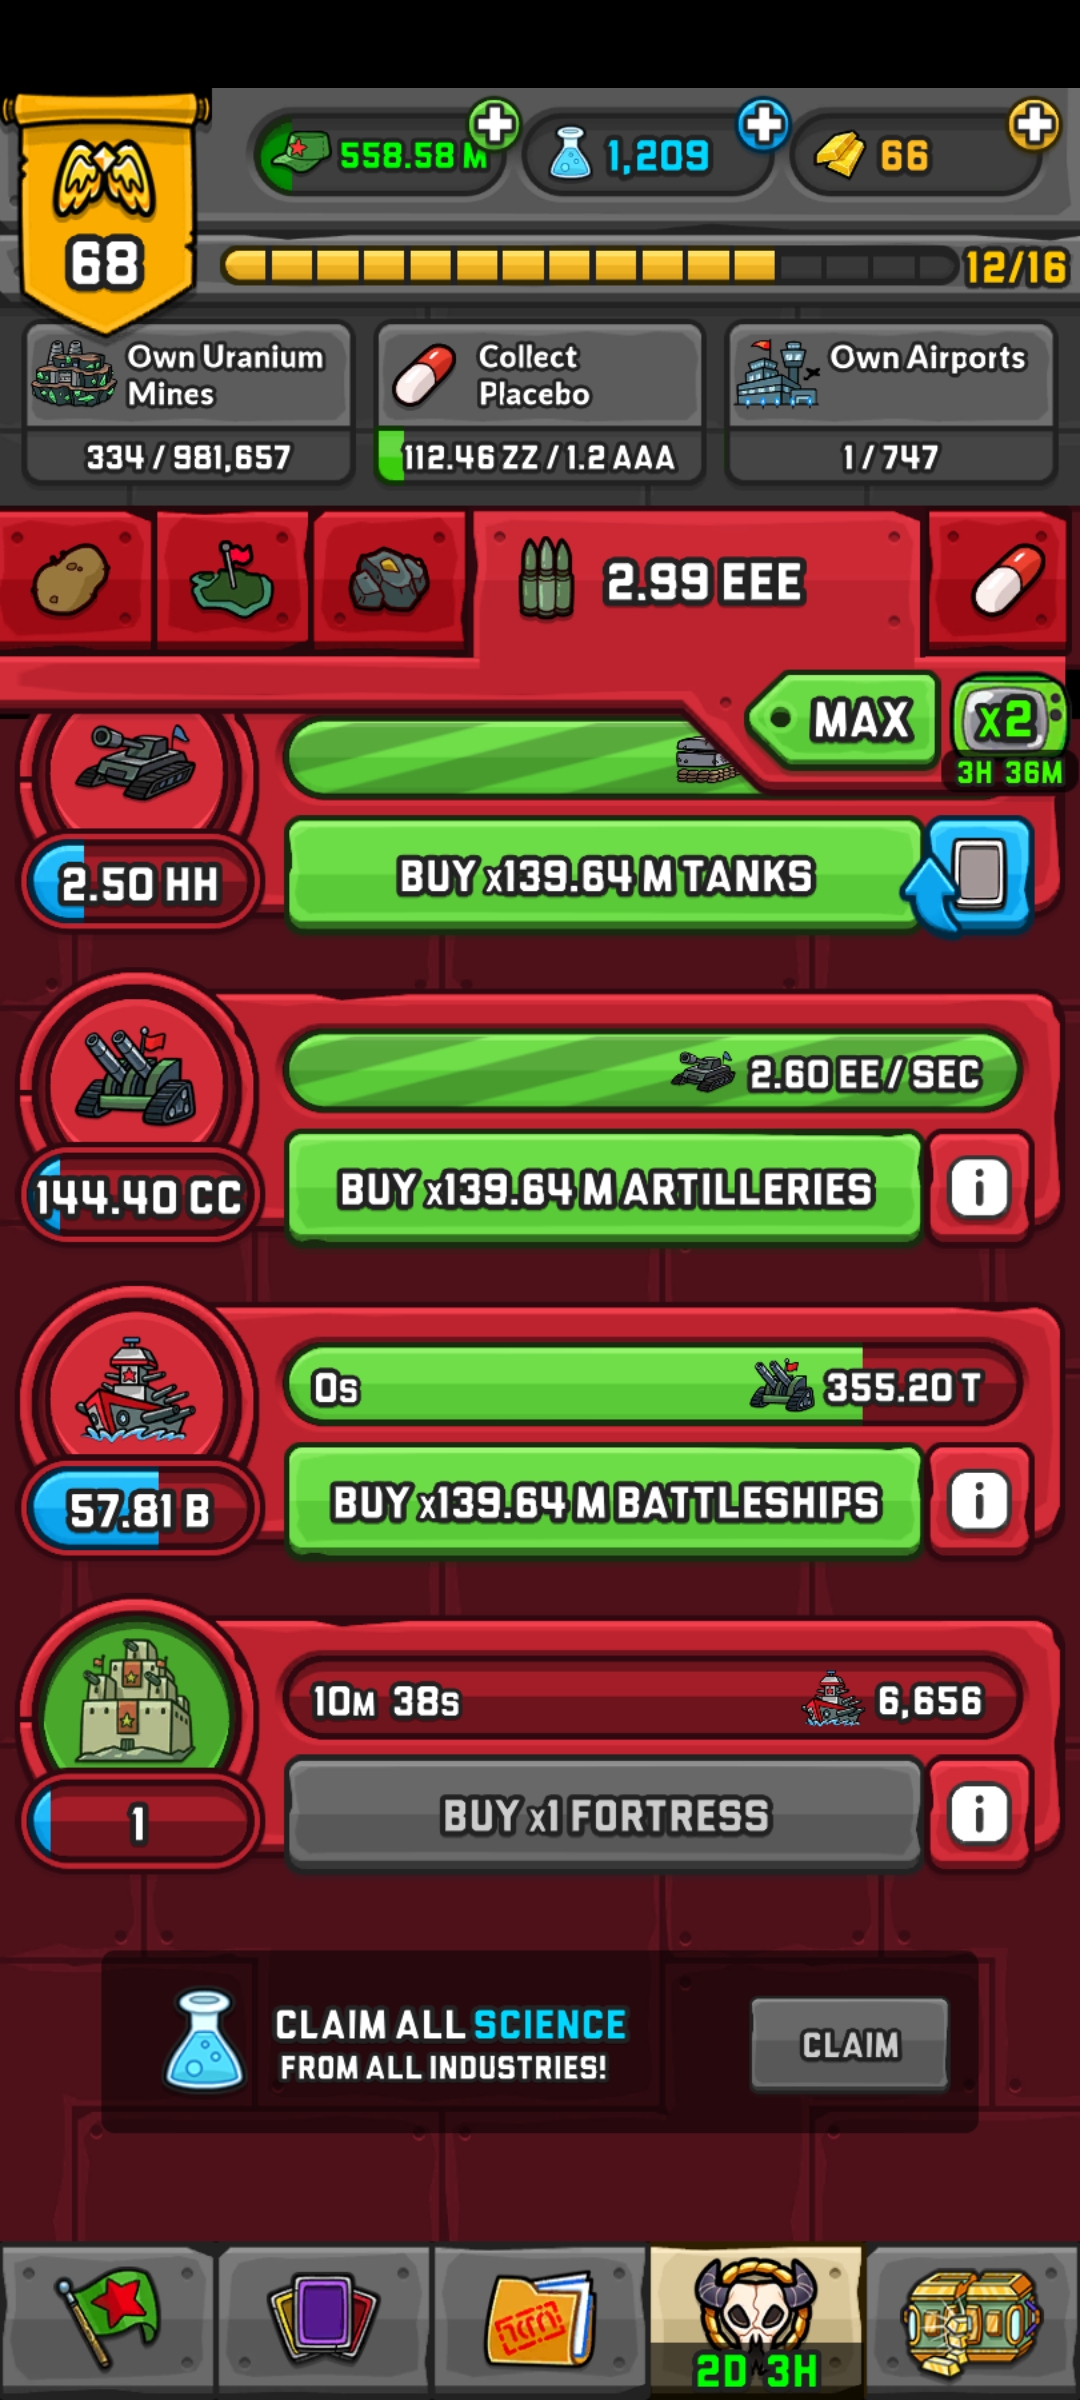 558.58 M
1,209
66
68
12/16
Own Uranium
Mines
334 / 981,657
Collect
Placebo
112.46 ZZ / 1.2 AAA
Own Airports
1 / 747
2.99 EEE
MAX
x2
3H 36M
2.50 HH
BUY x139.64 M TANKS
2.60 EE / SEC
144.40 CC
BUY x139.64 M ARTILLERIES
i
0s
355.20 T
57.81 B
BUY x139.64 M BATTLESHIPS
i
10M 38S
6,656
1
BUY x1 FORTRESS
i
CLAIM ALL SCIENCE
FROM ALL INDUSTRIES!
CLAIM
2D 3H